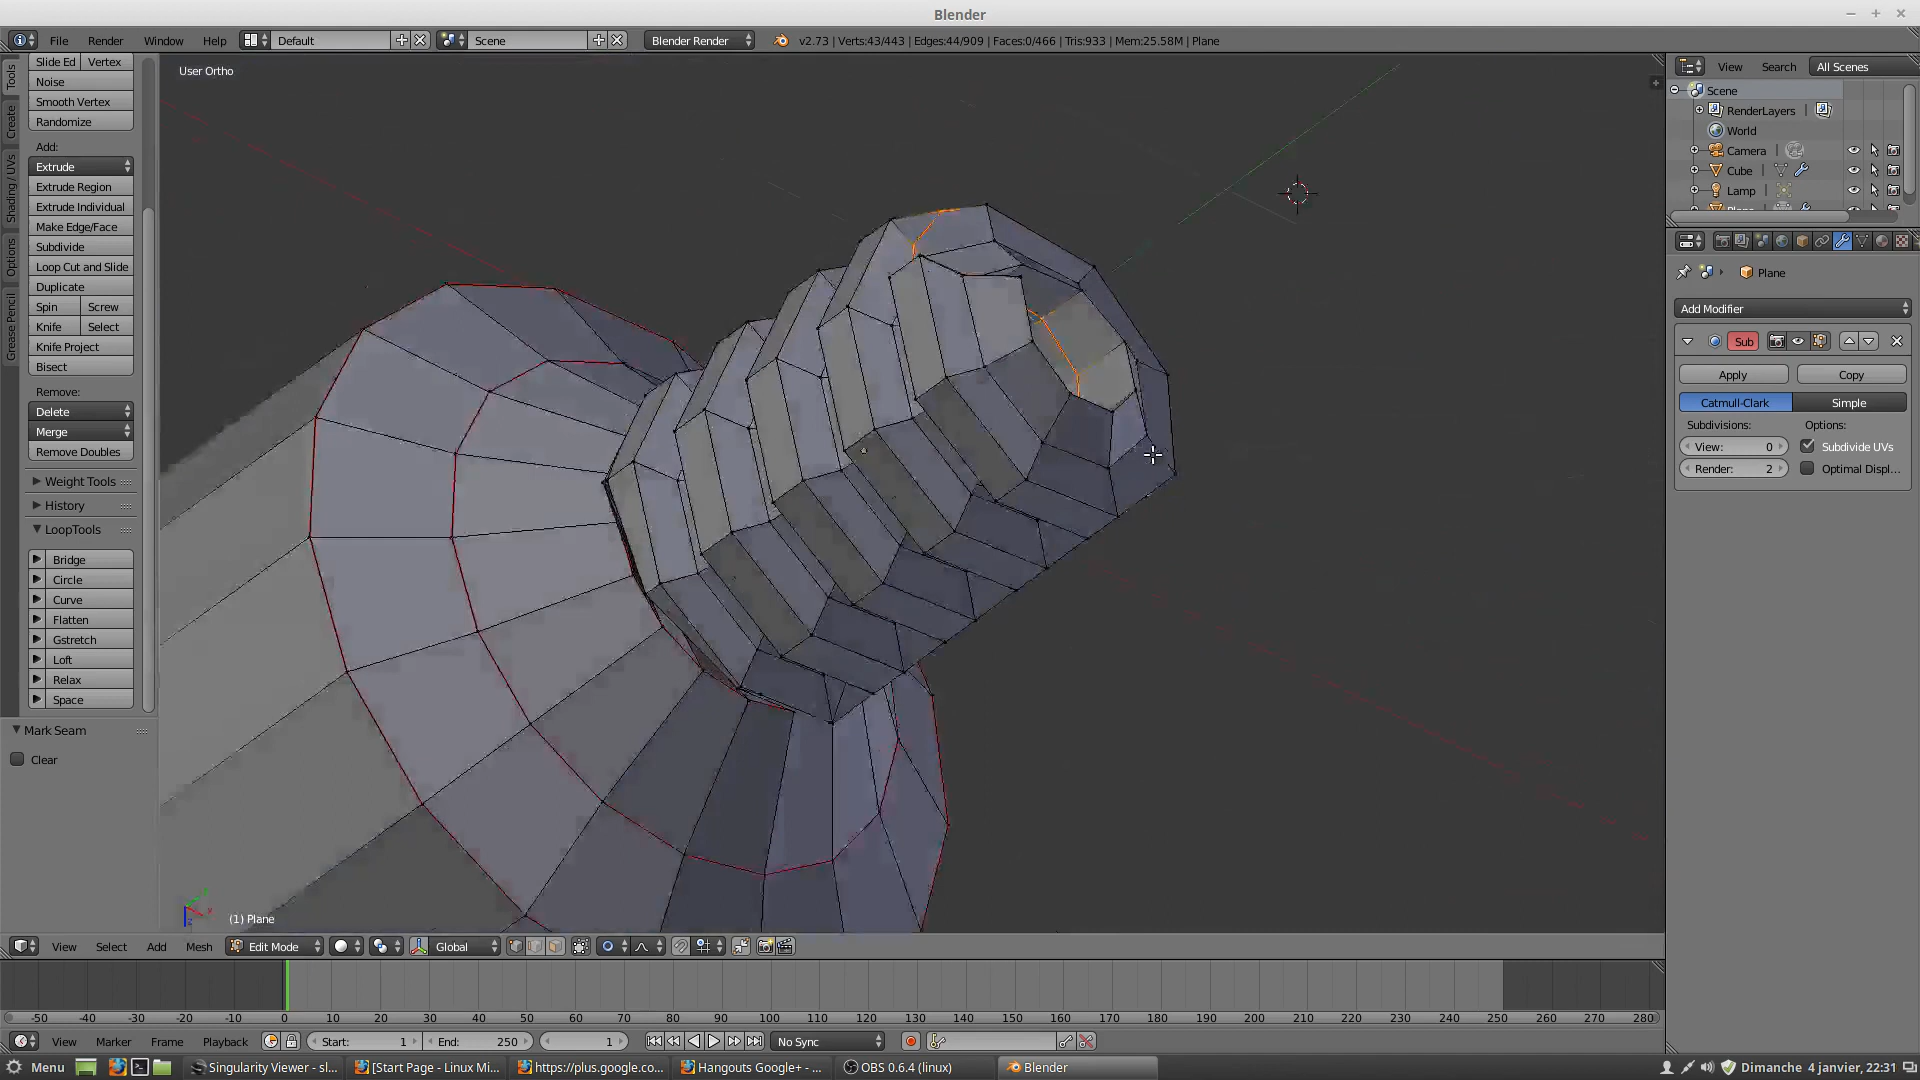 Blender
File Render Window Help Default Scene Blender Render v2.73 | Verts:43/443 | Edges:44/909 | Faces:0/466 | Tris:933 | Mem:25.58M | Plane
Slide Ed Vertex
Noise
Smooth Vertex
Randomize
Add:
Extrude
Extrude Region
Extrude Individual
Make Edge/Face
Subdivide
Loop Cut and Slide
Duplicate
Spin Screw
Knife Select
Knife Project
Bisect
Remove:
Delete
Merge
Remove Doubles
Weight Tools
History
LoopTools
Bridge
Circle
Curve
Flatten
Gstretch
Loft
Relax
Space
Mark Seam
Clear
Tools
Create
Shading / UVs
Options
Grease Pencil
User Ortho
(1) Plane
View Search All Scenes
Scene
RenderLayers
World
Camera
Cube
Lamp
Plane
Add Modifier
Sub
Apply Copy
Catmull-Clark Simple
Subdivisions: Options:
View: 0 Subdivide UVs
Render: 2 Optimal Displ...
View Select Add Mesh Edit Mode Global
-50 -40 -30 -20 -10 0 10 20 30 40 50 60 70 80 90 100 110 120 130 140 150 160 170 180 190 200 210 220 230 240 250 260 270 280
View Marker Frame Playback Start: 1 End: 250 1 No Sync
Menu Singularity Viewer - sl... [Start Page - Linux Mi... https://plus.google.co... Hangouts Google+ - ... OBS 0.6.4 (linux) Blender Dimanche 4 janvier, 22:31